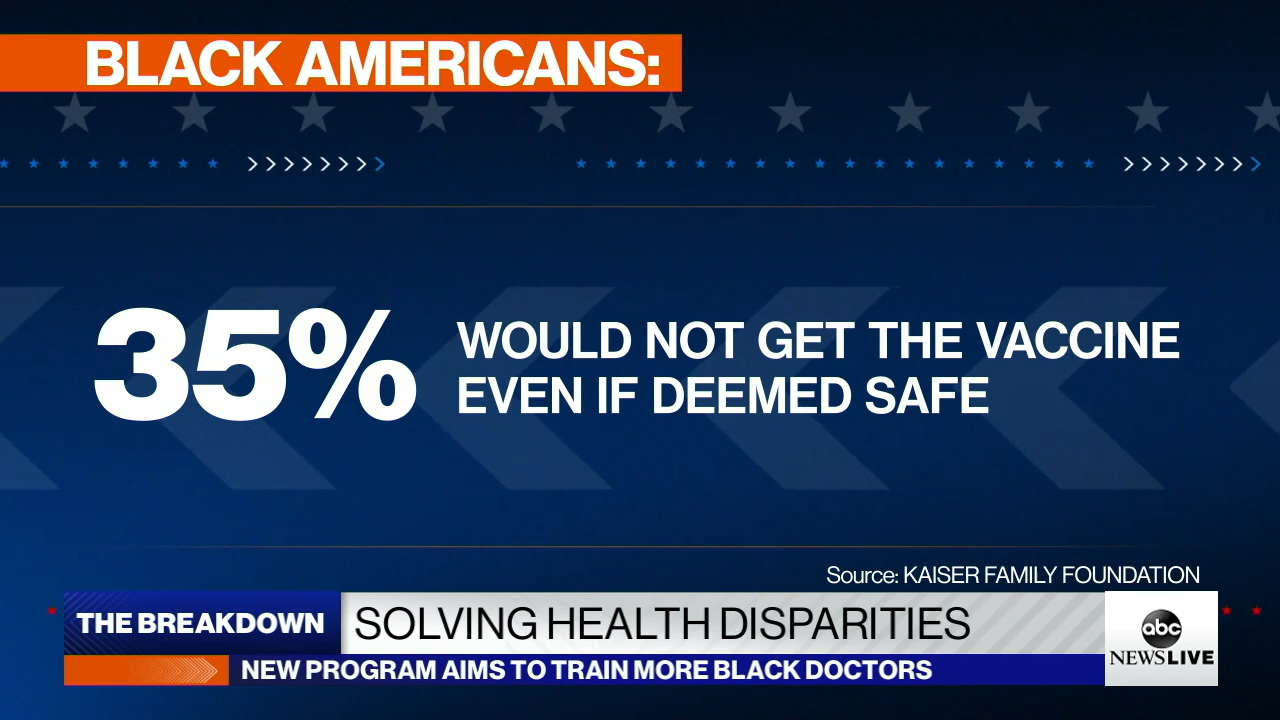 BLACK AMERICANS:
35%
WOULD NOT GET THE VACCINE
EVEN IF DEEMED SAFE
Source: KAISER FAMILY FOUNDATION
THE BREAKDOWN
SOLVING HEALTH DISPARITIES
NEW PROGRAM AIMS TO TRAIN MORE BLACK DOCTORS
abc
NEWS LIVE